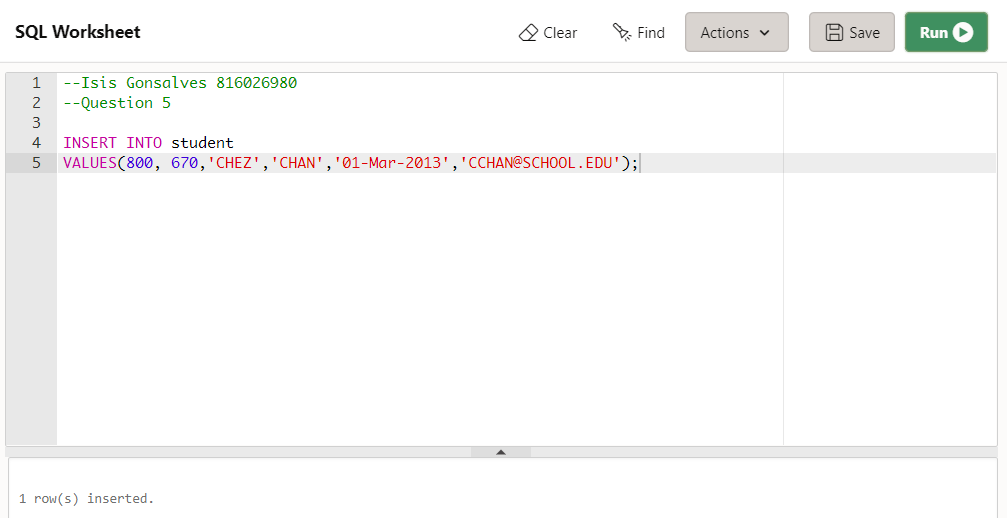 SQL Worksheet
Clear
Find
Actions
Save
Run
1 --Isis Gonsalves 816026980
2 --Question 5
3
4 INSERT INTO student
5 VALUES(800, 670,'CHEZ','CHAN','01-Mar-2013','CCHAN@SCHOOL.EDU');
1 row(s) inserted.